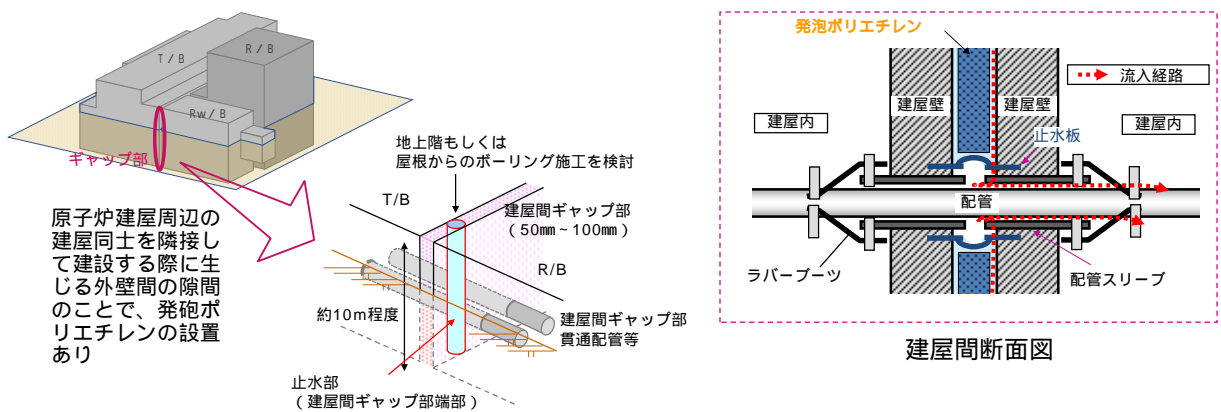 T/B
R/B
Rw/B
ギャップ部
原子炉建屋周辺の
建屋同士を隣接し
て建設する際に生
じる外壁間の隙間
のことで、発砲ポ
リエチレンの設置
あり
地上階もしくは
屋根からのボーリング施工を検討
T/B
建屋間ギャップ部
(50㎜~100㎜)
R/B
約10m程度
建屋間ギャップ部
貫通配管等
止水部
(建屋間ギャップ部端部)
発泡ポリエチレン
流入経路
建屋壁
建屋壁
建屋内
建屋内
止水板
配管
ラバーブーツ
配管スリーブ
建屋間断面図